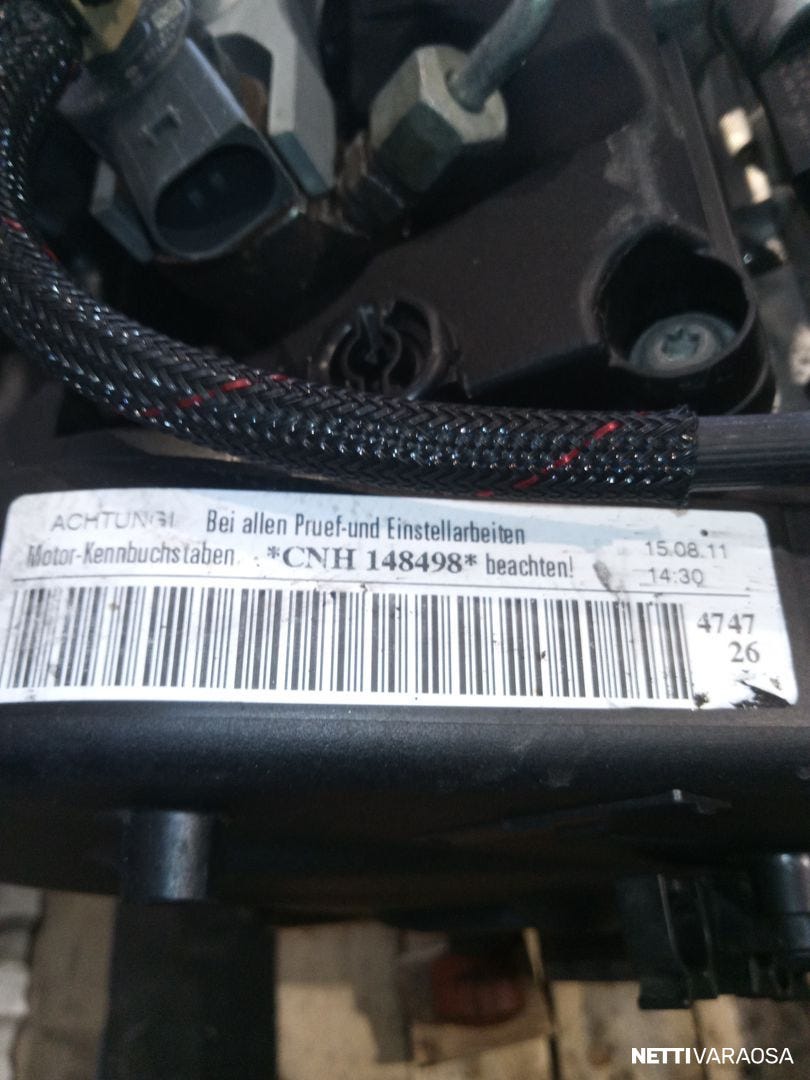 ACHTUNG! Bei allen Pruef-und Einstellarbeiten
Motor-Kennbuchstaben *CNH 148498* beachten!
15.08.11
14:30
4747
26
NETTIVARAOSA